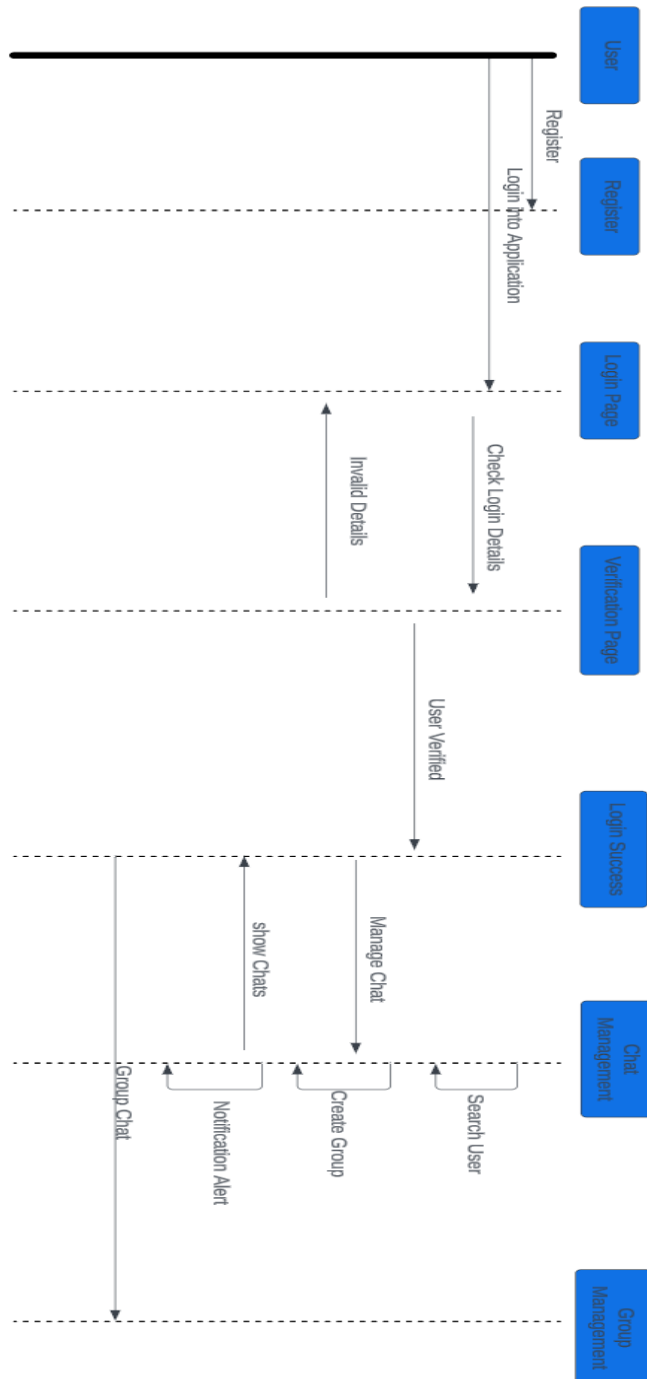 User
Register
Login Page
Verification Page
Login Success
Chat
Management
Group
Management
Register
Login into Application
Check Login Details
Search User
User Verified
Manage Chat
Create Group
Invalid Details
show Chats
Notification Alert
Group Chat